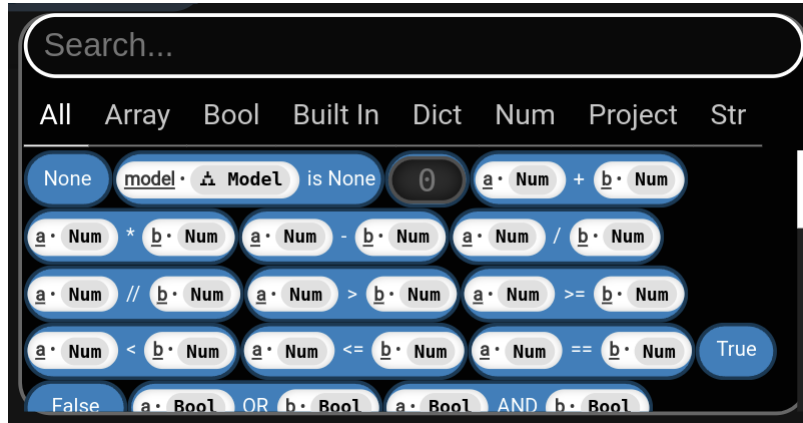 Search...
All Array Bool Built In Dict Num Project Str
None model· Model is None 0 a· Num + b· Num
a· Num * b· Num a· Num - b· Num a· Num / b· Num
a· Num // b· Num a· Num > b· Num a· Num >= b· Num
a· Num < b· Num a· Num <= b· Num a· Num == b· Num True
False a· Bool OR b· Bool a· Bool AND b· Bool